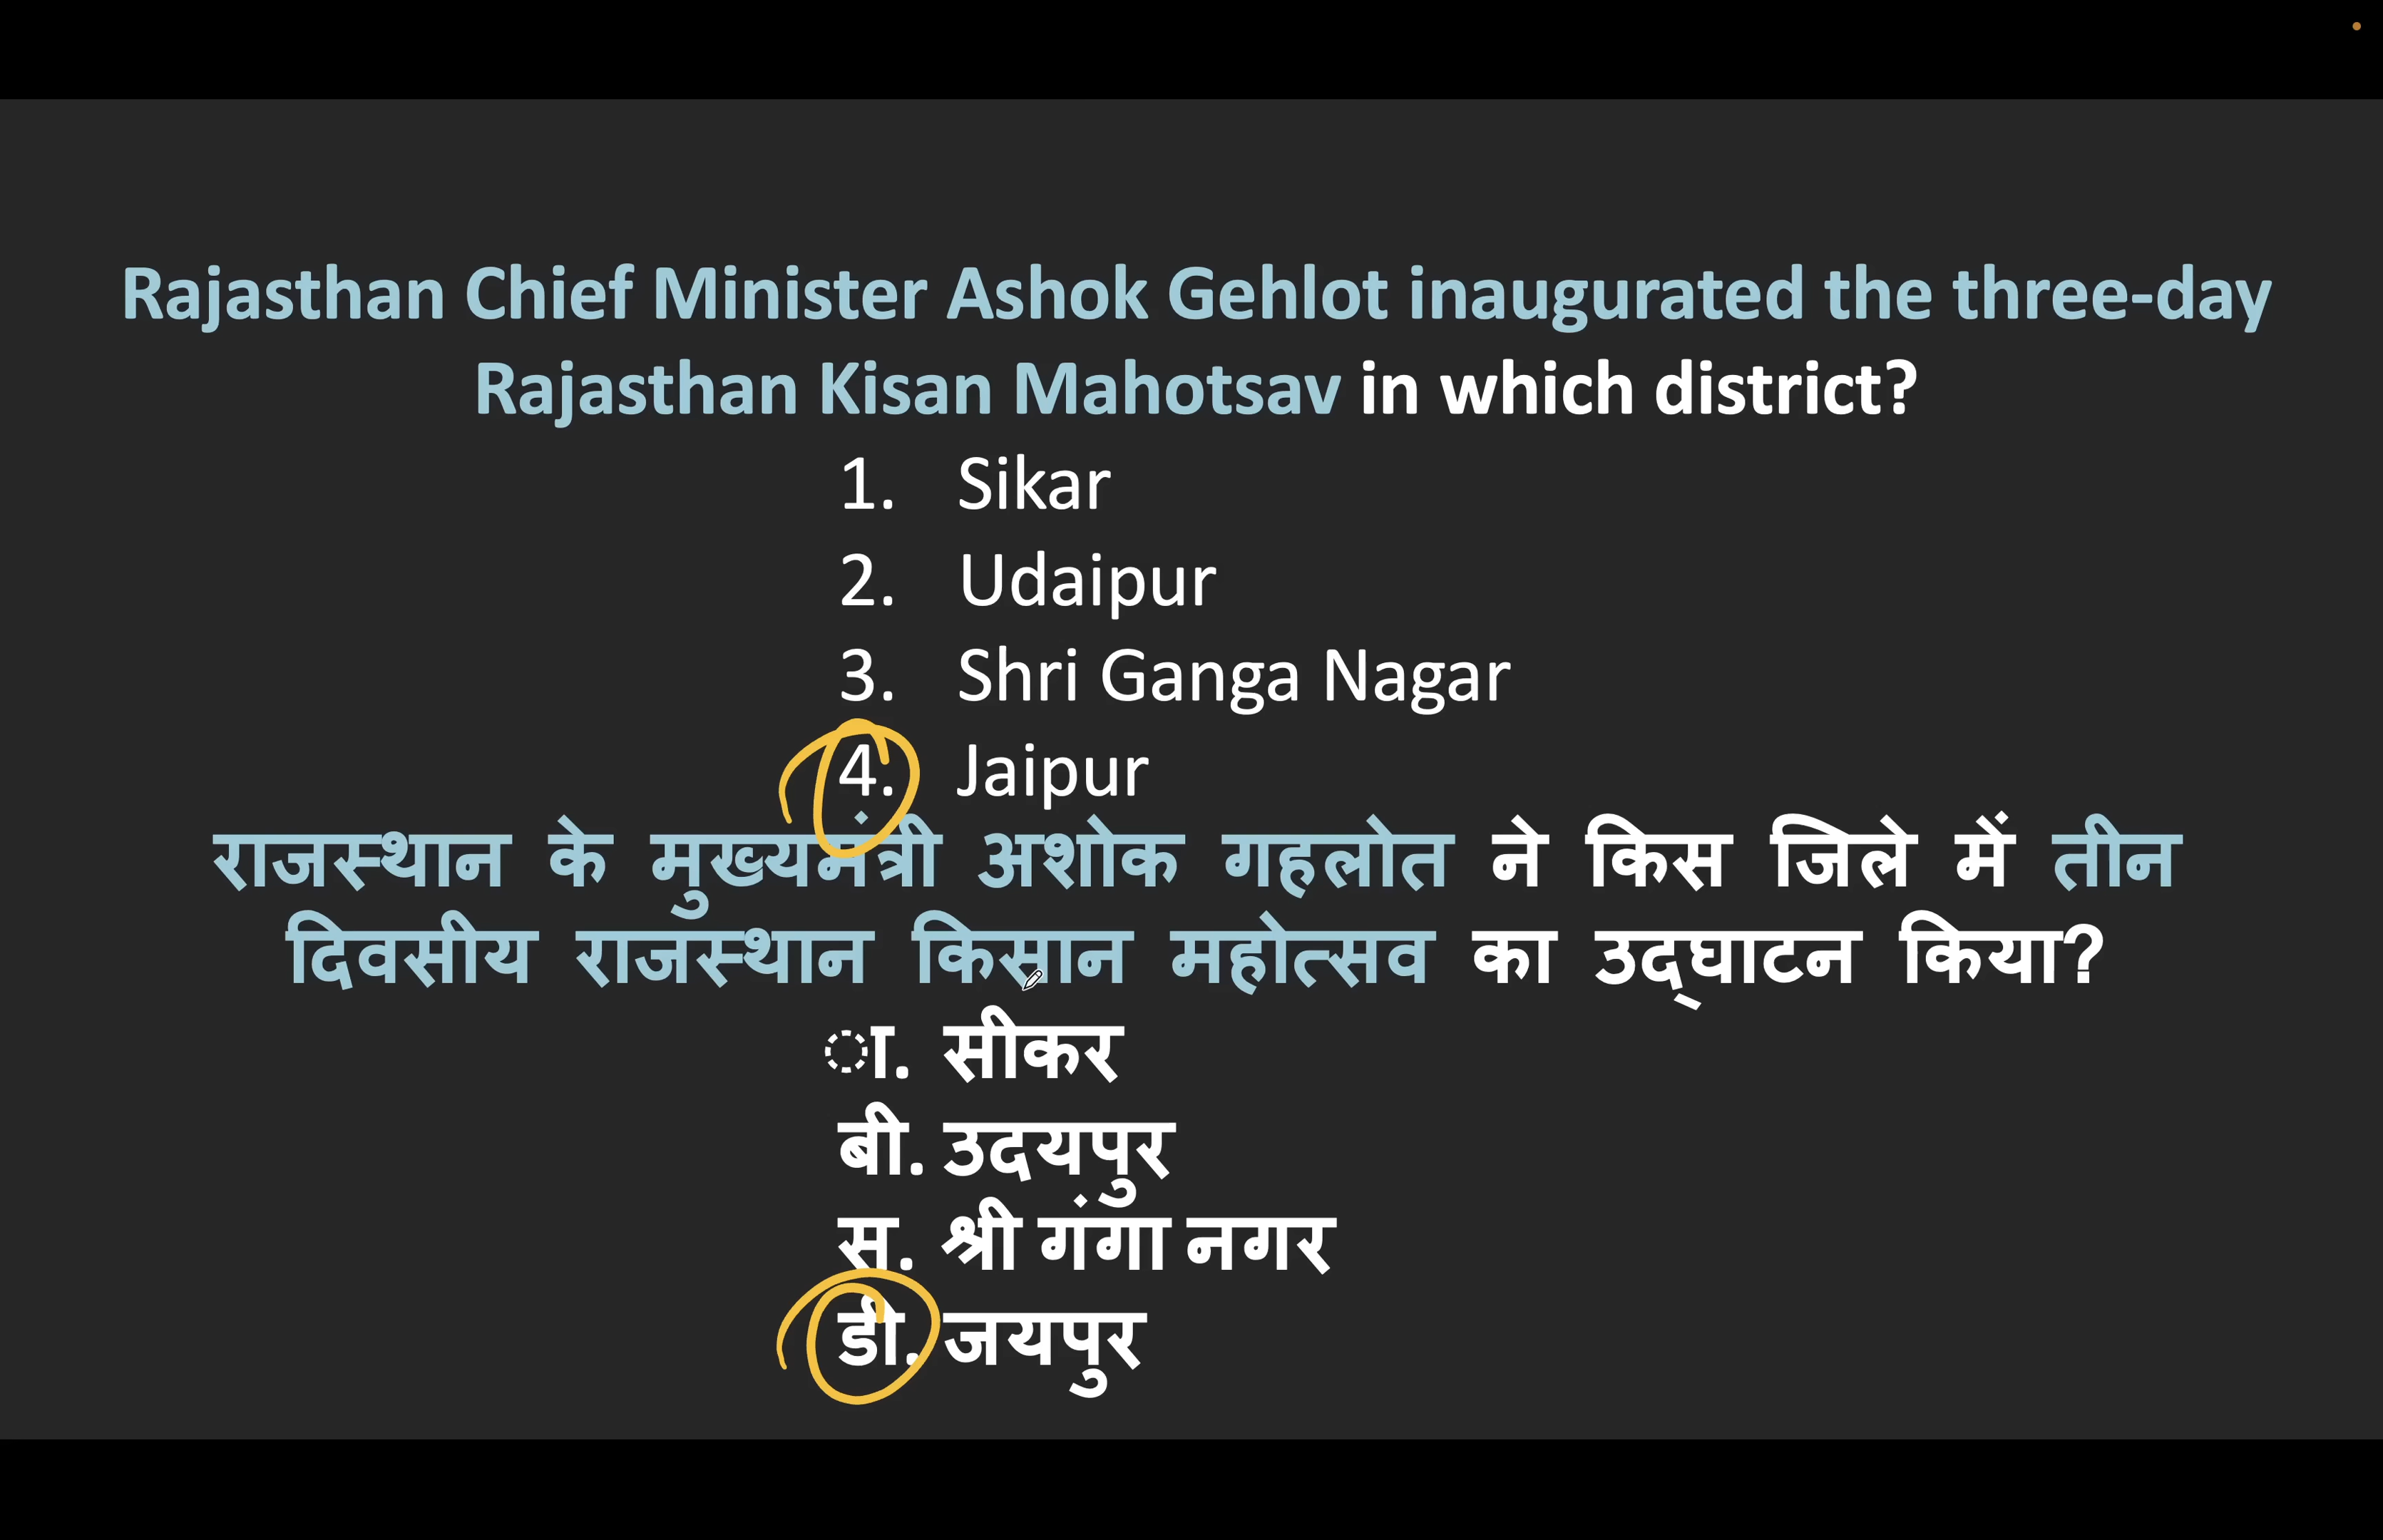 Rajasthan Chief Minister Ashok Gehlot inaugurated the three-day
Rajasthan Kisan Mahotsav in which district?
1. Sikar
2. Udaipur
3. Shri Ganga Nagar
4. Jaipur
राजस्थान के मुख्यमंत्री अशोक गहलोत ने किस जिले में तीन
दिवसीय राजस्थान किसान महोत्सव का उद्घाटन किया?
ा. सीकर
बी. उदयपुर
स. श्री गंगा नगर
डी. जयपुर